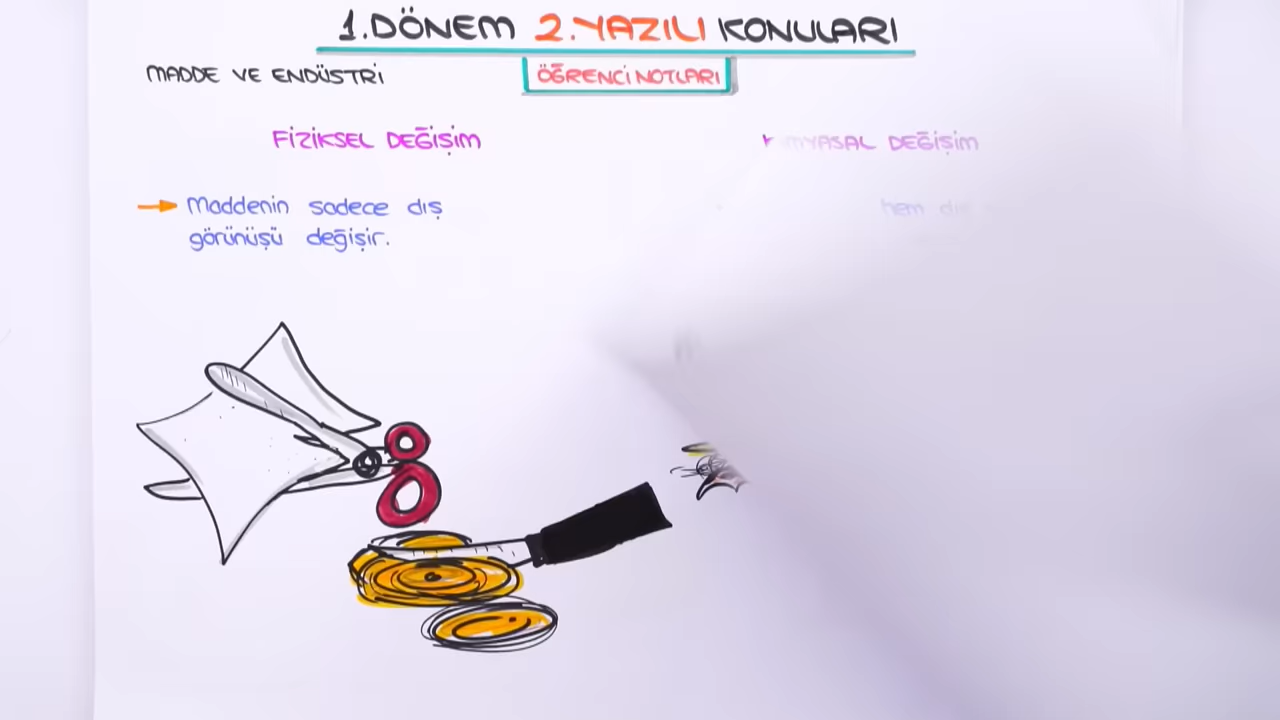 1.DÖNEM 2.YAZILI KONULARI
MADDE VE ENDÜSTRİ
ÖĞRENCİ NOTLARI
FİZİKSEL DEĞİŞİM
DEĞİŞİM
Maddenin sadece dış
hem
görünüşü değişir.